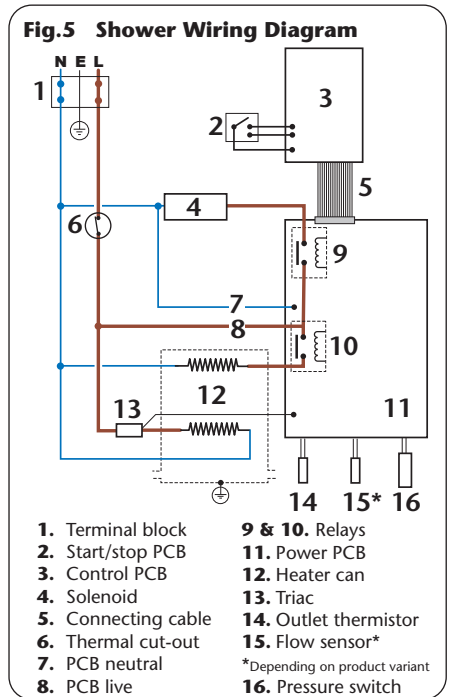 Fig.5 Shower Wiring Diagram
N E L
1
2
3
4
5
6
7
8
9
10
11
12
13
14 15* 16
1. Terminal block
2. Start/stop PCB
3. Control PCB
4. Solenoid
5. Connecting cable
6. Thermal cut-out
7. PCB neutral
8. PCB live
9 & 10. Relays
11. Power PCB
12. Heater can
13. Triac
14. Outlet thermistor
15. Flow sensor*
*Depending on product variant
16. Pressure switch